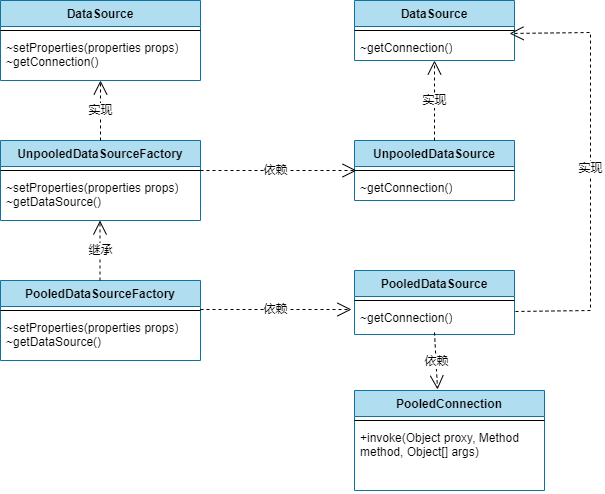 DataSource
~setProperties(properties props)
~getConnection()
DataSource
~getConnection()
实现
实现
UnpooledDataSourceFactory
~setProperties(properties props)
~getDataSource()
依赖
UnpooledDataSource
~getConnection()
实现
继承
PooledDataSourceFactory
~setProperties(properties props)
~getDataSource()
依赖
PooledDataSource
~getConnection()
依赖
PooledConnection
+invoke(Object proxy, Method
method, Object[] args)